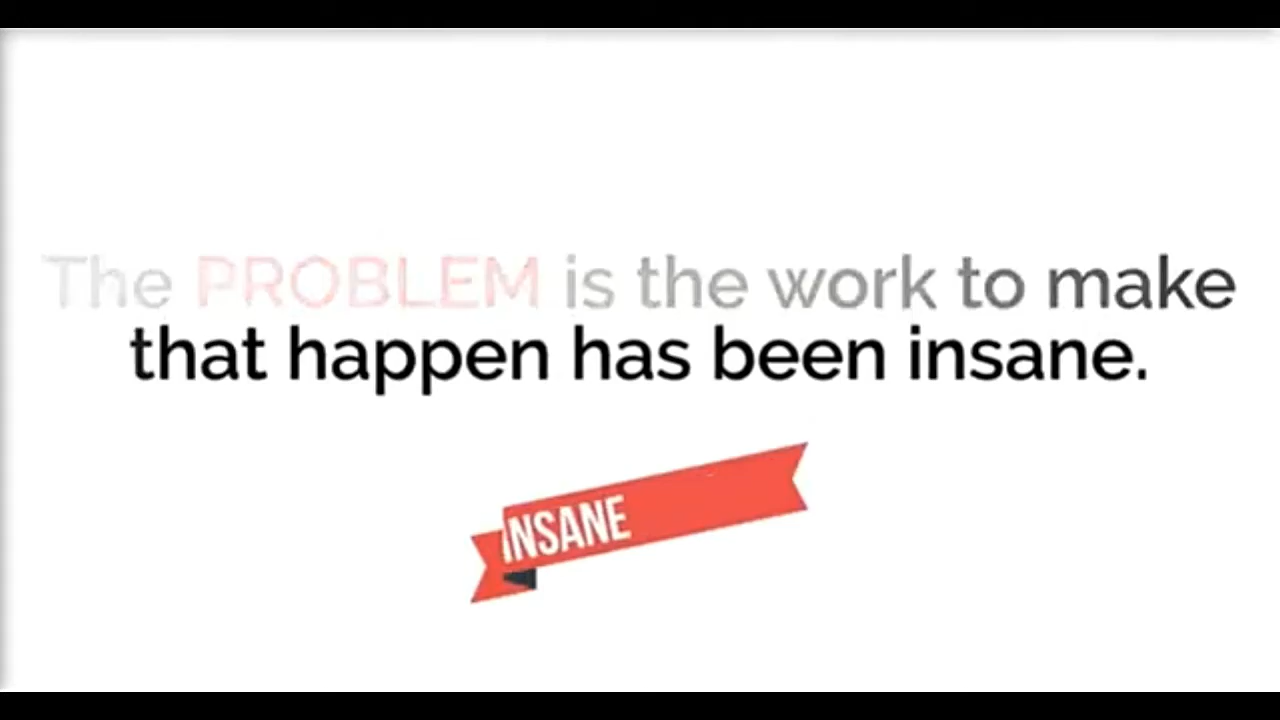 The PROBLEM is the work to make
that happen has been insane.
INSANE